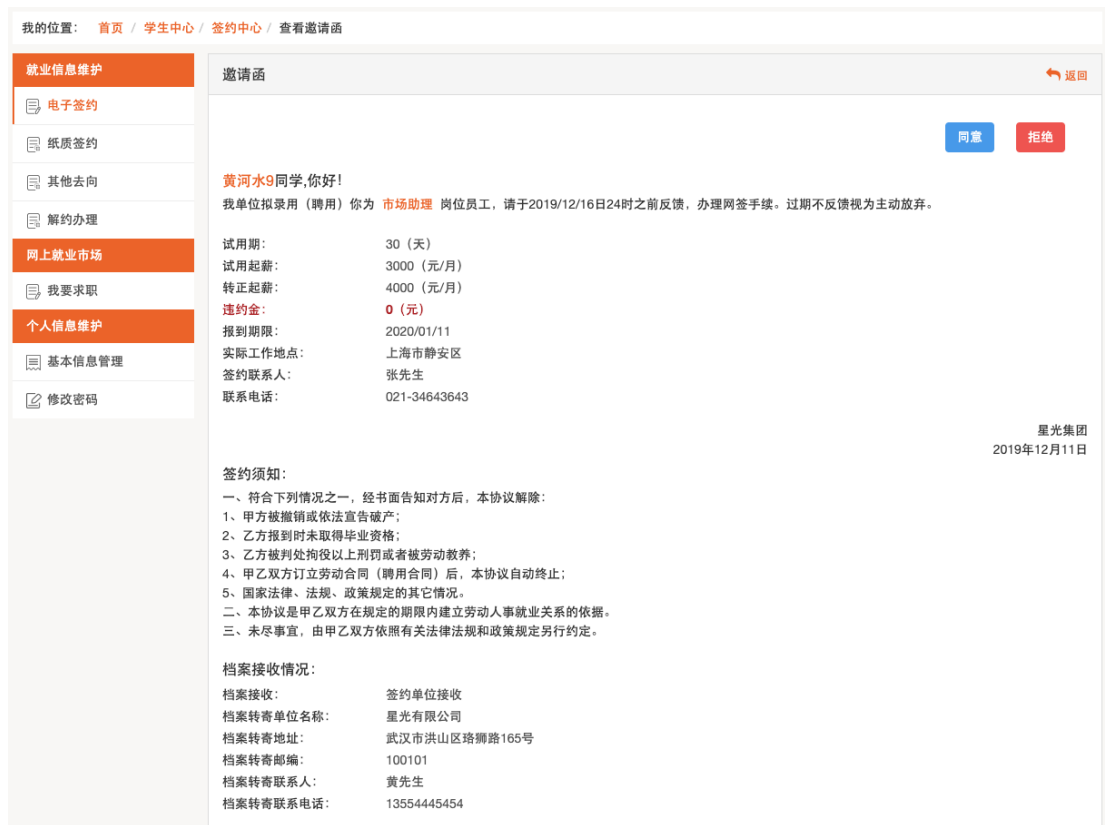 我的位置： 首页 / 学生中心 / 签约中心 / 查看邀请函
就业信息维护
电子签约
纸质签约
其他去向
解约办理
网上就业市场
我要求职
个人信息维护
基本信息管理
修改密码
邀请函
返回
同意 拒绝
黄河水9同学,你好！
我单位拟录用（聘用）你为 市场助理 岗位员工，请于2019/12/16日24时之前反馈，办理网签手续。过期不反馈视为主动放弃。
试用期： 30（天）
试用起薪： 3000（元/月）
转正起薪： 4000（元/月）
违约金： 0（元）
报到期限： 2020/01/11
实际工作地点： 上海市静安区
签约联系人： 张先生
联系电话： 021-34643643
星光集团
2019年12月11日
签约须知：
一、符合下列情况之一，经书面告知对方后，本协议解除：
1、甲方被撤销或依法宣告破产；
2、乙方报到时未取得毕业资格；
3、乙方被判处拘役以上刑罚或者被劳动教养；
4、甲乙双方订立劳动合同（聘用合同）后，本协议自动终止；
5、国家法律、法规、政策规定的其它情况。
二、本协议是甲乙双方在规定的期限内建立劳动人事就业关系的依据。
三、未尽事宜，由甲乙双方依照有关法律法规和政策规定另行约定。
档案接收情况：
档案接收： 签约单位接收
档案转寄单位名称： 星光有限公司
档案转寄地址： 武汉市洪山区珞狮路165号
档案转寄邮编： 100101
档案转寄联系人： 黄先生
档案转寄联系电话： 13554445454